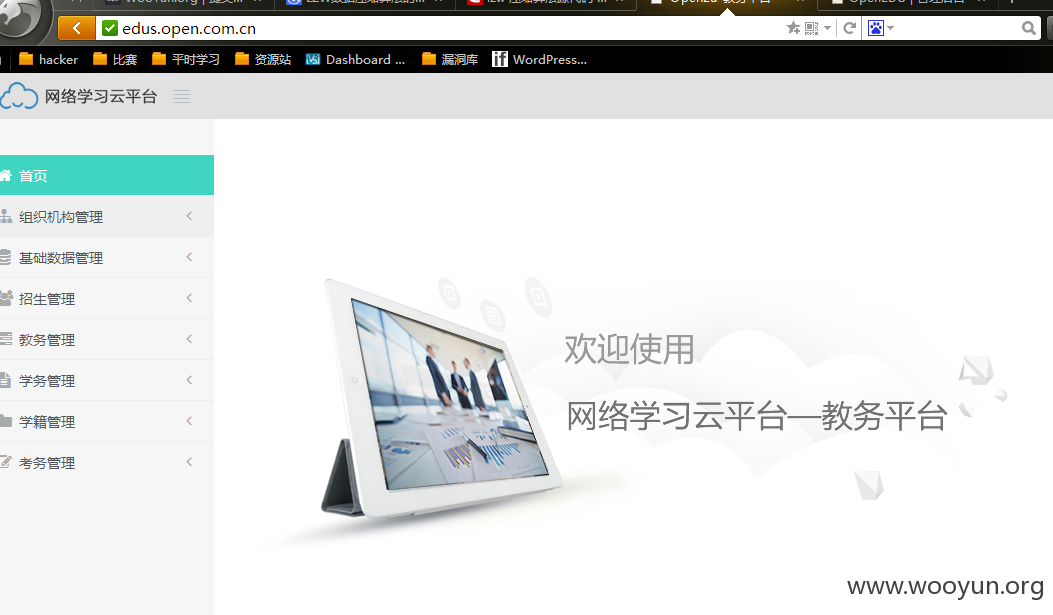 edus.open.com.cn
hacker 比赛 平时学习 资源站 Dashboard ... 漏洞库 WordPress...
网络学习云平台
首页
组织机构管理
基础数据管理
招生管理
教务管理
学务管理
学籍管理
考务管理
欢迎使用
网络学习云平台—教务平台
www.wooyun.org